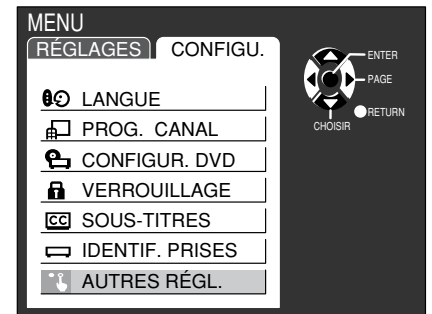 MENU
RÉGLAGES CONFIGU.
LANGUE
PROG. CANAL
CONFIGUR. DVD
VERROUILLAGE
CC SOUS-TITRES
IDENTIF. PRISES
AUTRES RÉGL.
ENTER
PAGE
RETURN
CHOISIR